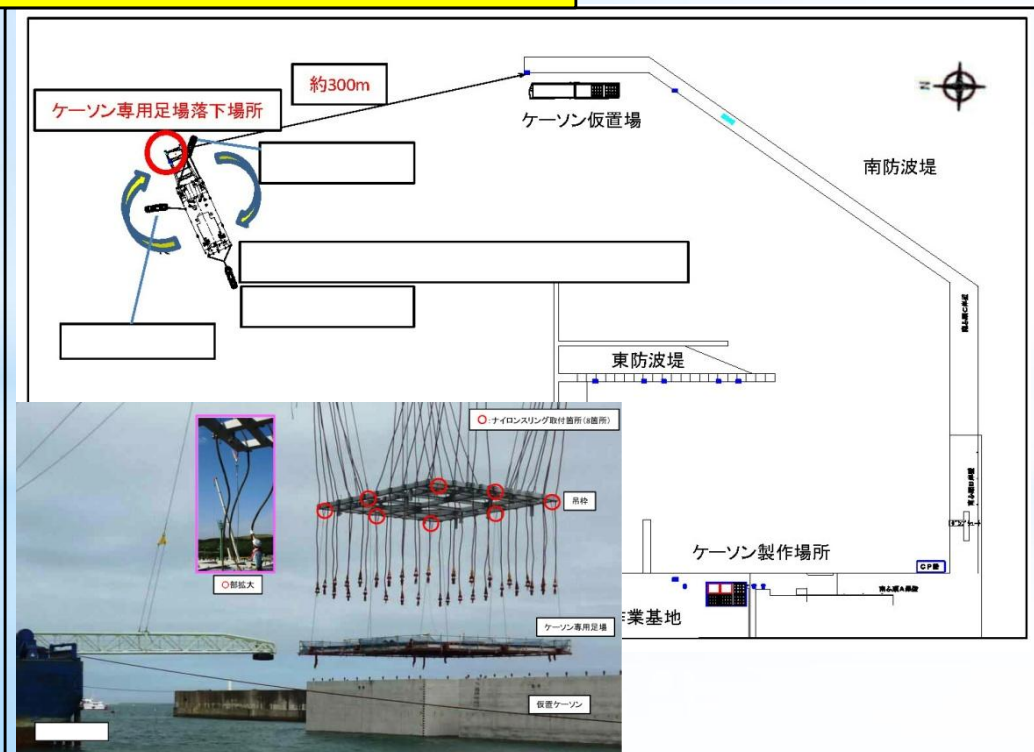 約300m
ケーソン専用足場落下場所
ケーソン仮置場
N
南防波堤
東防波堤
○:ナイロンスリング取付箇所(8箇所)
吊枠
○部拡大
ケーソン製作場所
ケーソン専用足場
作業基地
仮置ケーソン